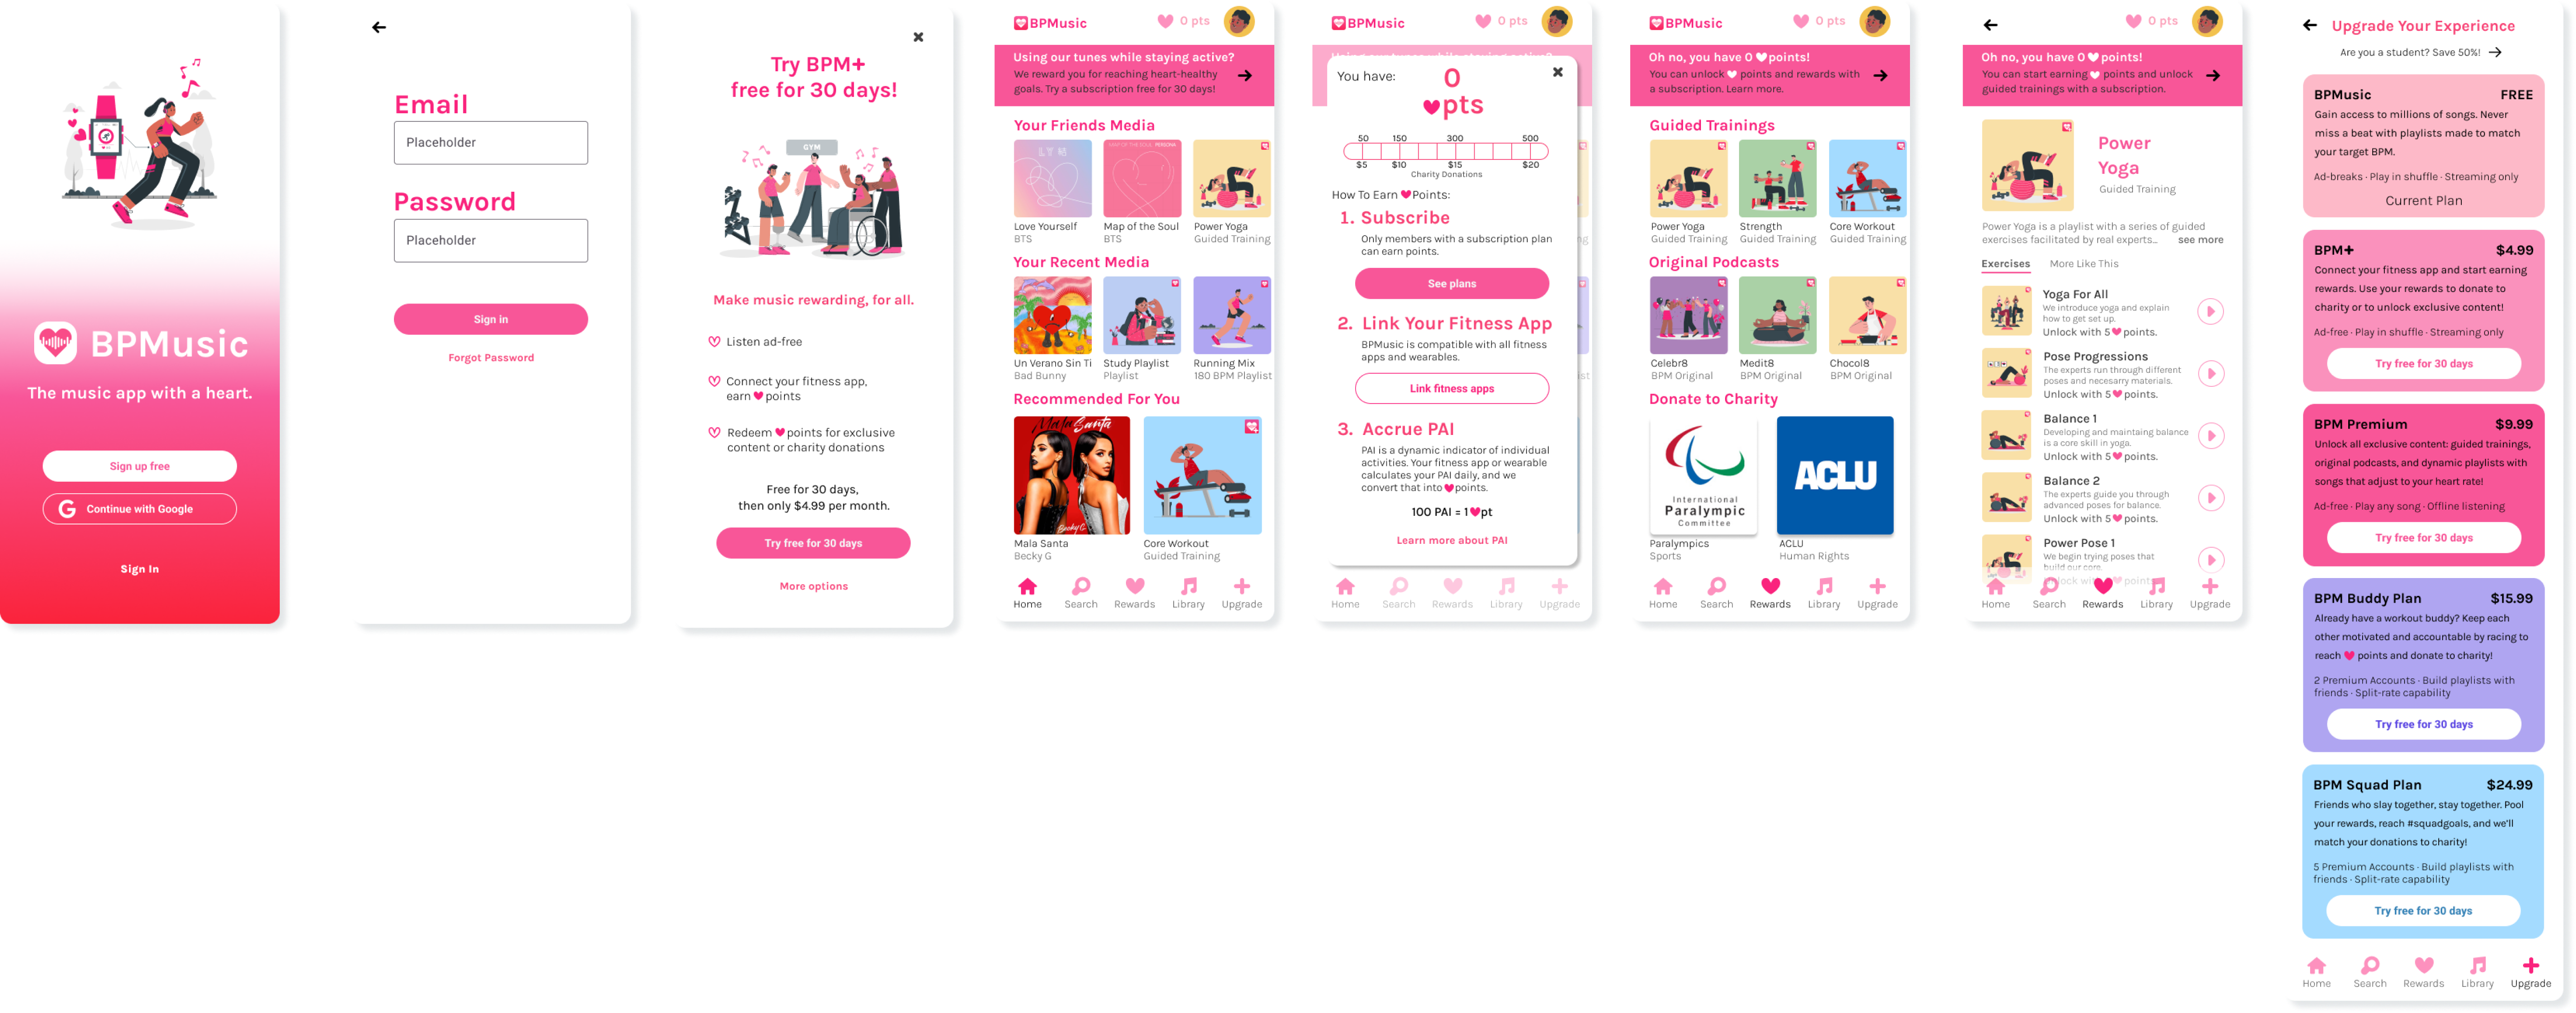 BPMusic
The music app with a heart.
Sign up free
Continue with Google
Sign In
Email
Placeholder
Password
Placeholder
Sign in
Forgot Password
Try BPM+
free for 30 days!
GYM
Make music rewarding, for all.
Listen ad-free
Connect your fitness app,
earn points
Redeem points for exclusive
content or charity donations
Free for 30 days,
then only $4.99 per month.
Try free for 30 days
More options
BPMusic
0 pts
Using our tunes while staying active?
We reward you for reaching heart-healthy
goals. Try a subscription free for 30 days!
Your Friends Media
Love Yourself
BTS
MAP OF THE SOUL : PERSONA
Map of the Soul
BTS
Power Yoga
Guided Training
Your Recent Media
Un Verano Sin Ti
Bad Bunny
Study Playlist
Playlist
Running Mix
180 BPM Playlist
Recommended For You
Mala Santa
Becky G
Mala Santa
Becky G
Core Workout
Guided Training
Home
Search
Rewards
Library
Upgrade
BPMusic
0 pts
Using our tunes while staying active?
You have:
0
pts
50 150 300 500
$5 $10 $15 $20
Charity Donations
How To Earn Points:
1. Subscribe
Only members with a subscription plan
can earn points.
See plans
2. Link Your Fitness App
BPMusic is compatible with all fitness
apps and wearables.
Link fitness apps
3. Accrue PAI
PAI is a dynamic indicator of individual
activities. Your fitness app or wearable
calculates your PAI daily, and we
convert that into points.
100 PAI = 1 pt
Learn more about PAI
Home
Search
Rewards
Library
Upgrade
BPMusic
0 pts
Oh no, you have 0 points!
You can unlock points and rewards with
a subscription. Learn more.
Guided Trainings
Power Yoga
Guided Training
Strength
Guided Training
Core Workout
Guided Training
Original Podcasts
Celebr8
BPM Original
Medit8
BPM Original
Chocol8
BPM Original
Donate to Charity
International
Paralympic
Committee
Paralympics
Sports
ACLU
ACLU
Human Rights
Home
Search
Rewards
Library
Upgrade
0 pts
Oh no, you have 0 points!
You can start earning points and unlock
guided trainings with a subscription.
Power
Yoga
Guided Training
Power Yoga is a playlist with a series of guided
exercises facilitated by real experts... see more
Exercises
More Like This
Yoga For All
We introduce yoga and explain
how to get set up.
Unlock with 5 points.
Pose Progressions
The experts run through different
poses and necesarry materials.
Unlock with 5 points.
Balance 1
Developing and maintaing balance
is a core skill in yoga.
Unlock with 5 points.
Balance 2
The experts guide you through
advanced poses for balance.
Unlock with 5 points.
Power Pose 1
We begin trying poses that
build our core.
Home
Search
Rewards
Library
Upgrade
Upgrade Your Experience
Are you a student? Save 50%!
BPMusic FREE
Gain access to millions of songs. Never
miss a beat with playlists made to match
your target BPM.
Ad-breaks · Play in shuffle · Streaming only
Current Plan
BPM+ $4.99
Connect your fitness app and start earning
rewards. Use your rewards to donate to
charity or to unlock exclusive content!
Ad-free · Play in shuffle · Streaming only
Try free for 30 days
BPM Premium $9.99
Unlock all exclusive content: guided trainings,
original podcasts, and dynamic playlists with
songs that adjust to your heart rate!
Ad-free · Play any song · Offline listening
Try free for 30 days
BPM Buddy Plan $15.99
Already have a workout buddy? Keep each
other motivated and accountable by racing to
reach points and donate to charity!
2 Premium Accounts · Build playlists with
friends · Split-rate capability
Try free for 30 days
BPM Squad Plan $24.99
Friends who slay together, stay together. Pool
your rewards, reach #squadgoals, and we'll
match your donations to charity!
5 Premium Accounts · Build playlists with
friends · Split-rate capability
Try free for 30 days
Home
Search
Rewards
Library
Upgrade